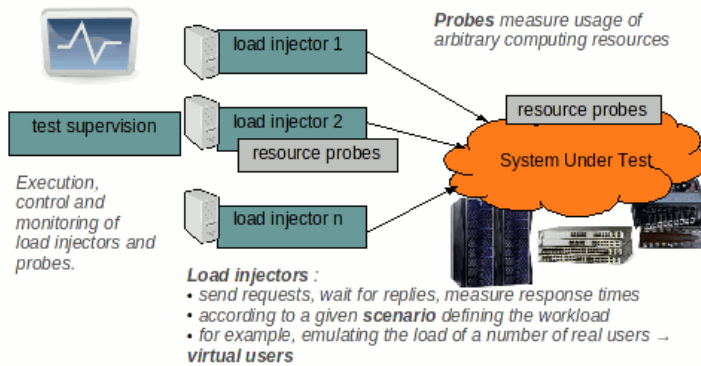 load injector 1
Probes measure usage of
arbitrary computing resources
test supervision
load injector 2
resource probes
resource probes
System Under Test
Execution,
control and
monitoring of
load injectors and
probes.
load injector n
Load injectors :
• send requests, wait for replies, measure response times
• according to a given scenario defining the workload
• for example, emulating the load of a number of real users →
virtual users